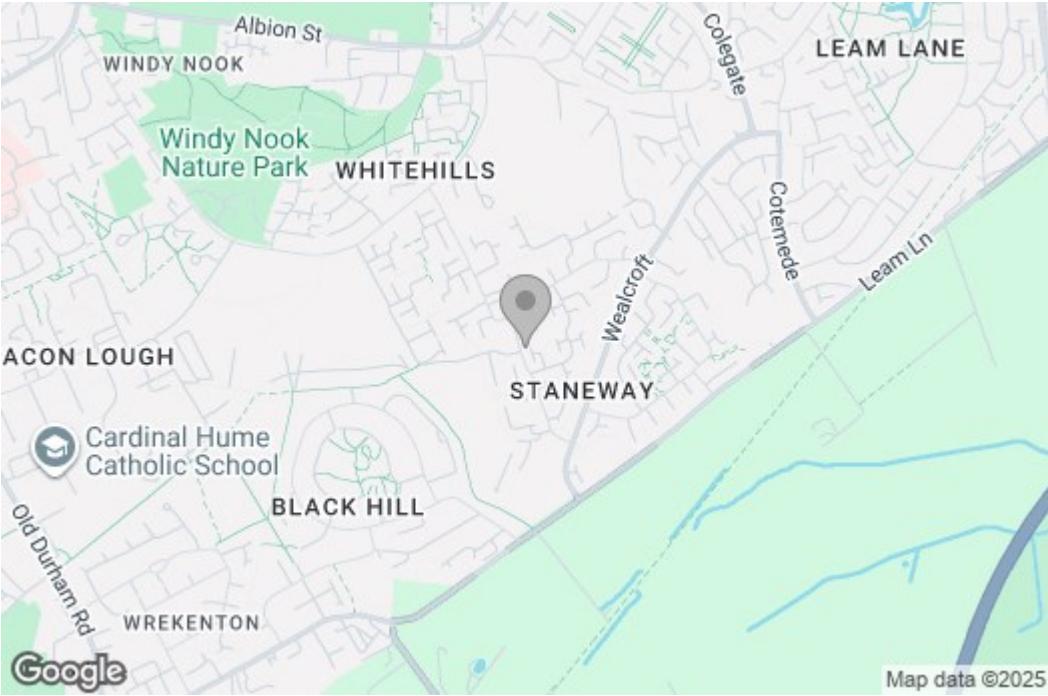 Albion St
Colegate
LEAM LANE
WINDY NOOK
Windy Nook
Nature Park
WHITEHILLS
Cotemede
Leam Ln
Wealcroft
ACON LOUGH
STANEWAY
Cardinal Hume
Catholic School
BLACK HILL
Old Durham Rd
WREKENTON
Google
Map data ©2025